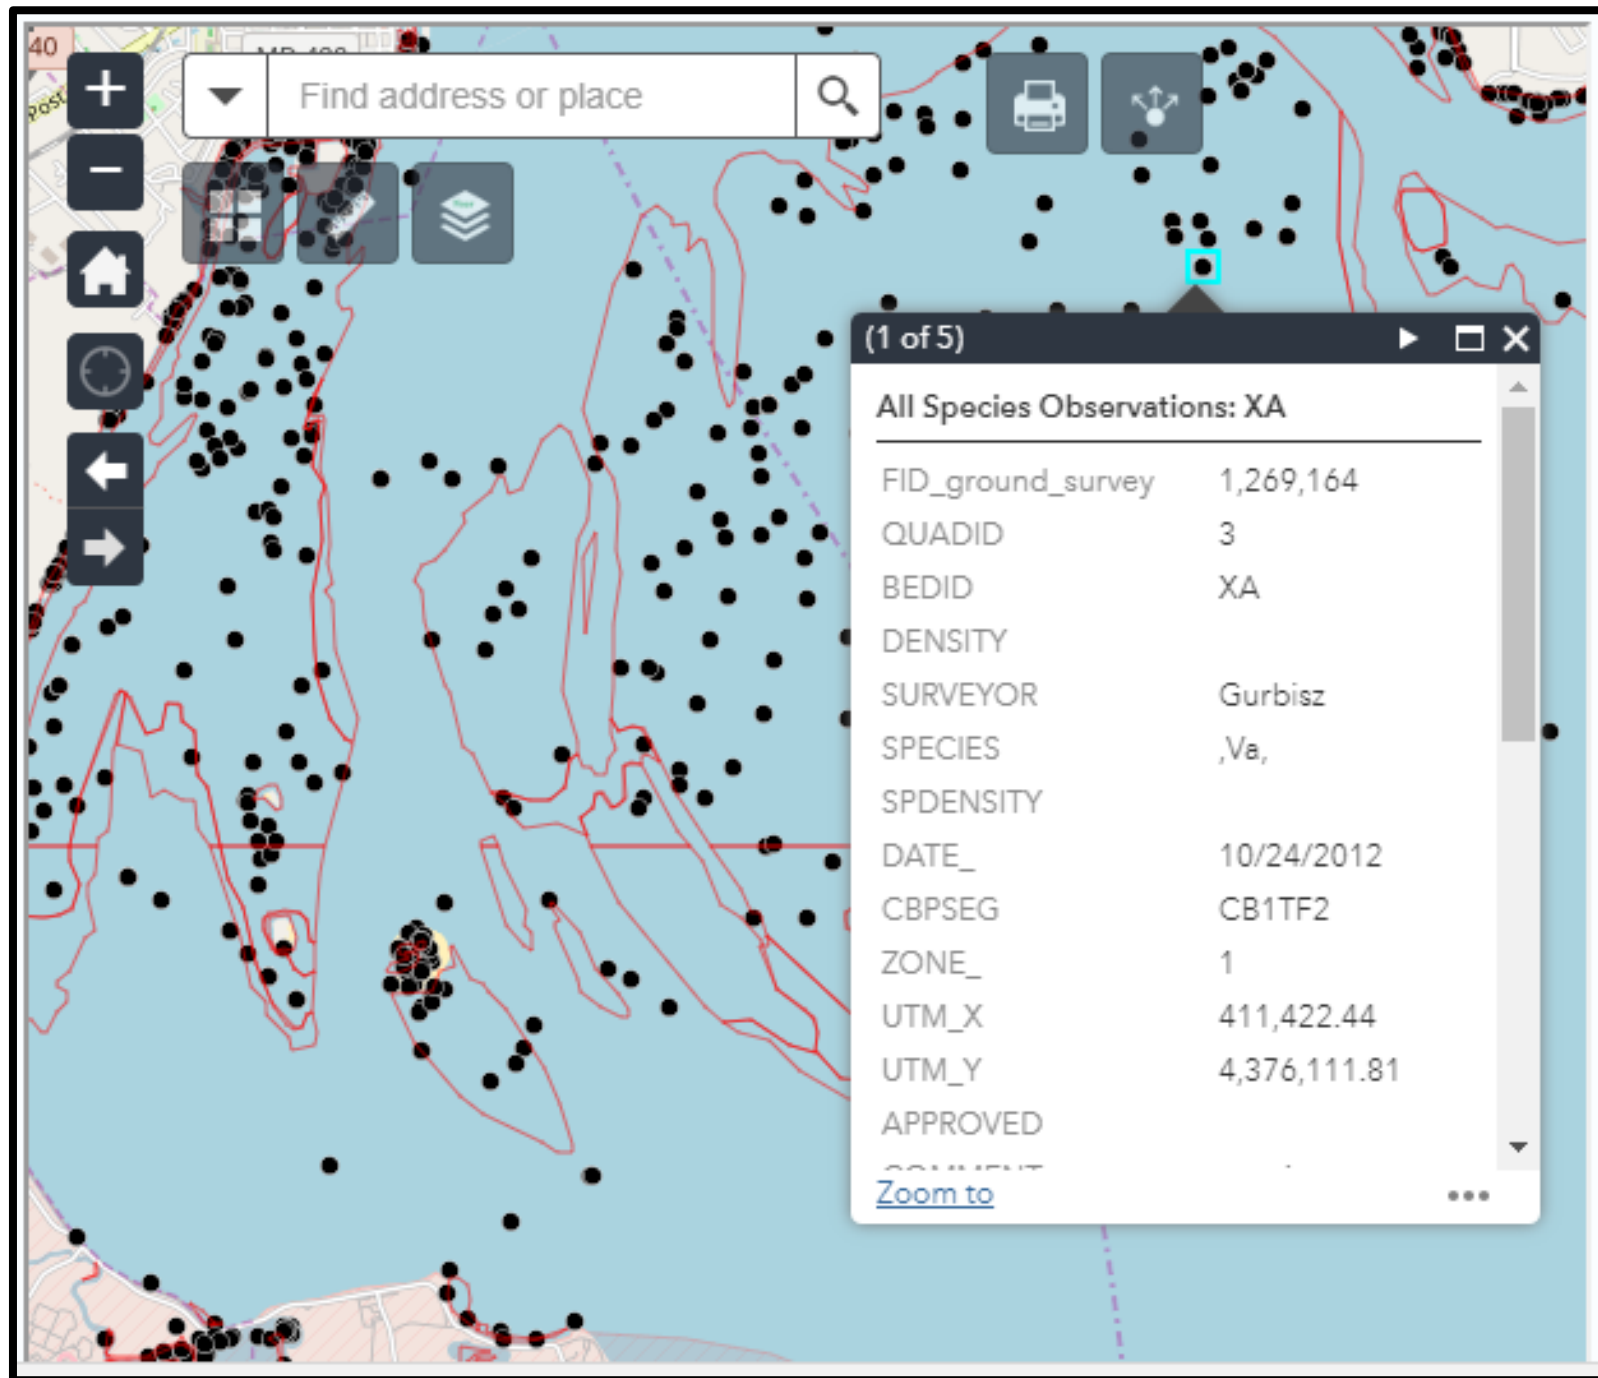 40
Post
Find address or place
(1 of 5)
All Species Observations: XA
FID_ground_survey 1,269,164
QUADID 3
BEDID XA
DENSITY
SURVEYOR Gurbisz
SPECIES ,Va,
SPDENSITY
DATE_ 10/24/2012
CBPSEG CB1TF2
ZONE_ 1
UTM_X 411,422.44
UTM_Y 4,376,111.81
APPROVED
Zoom to